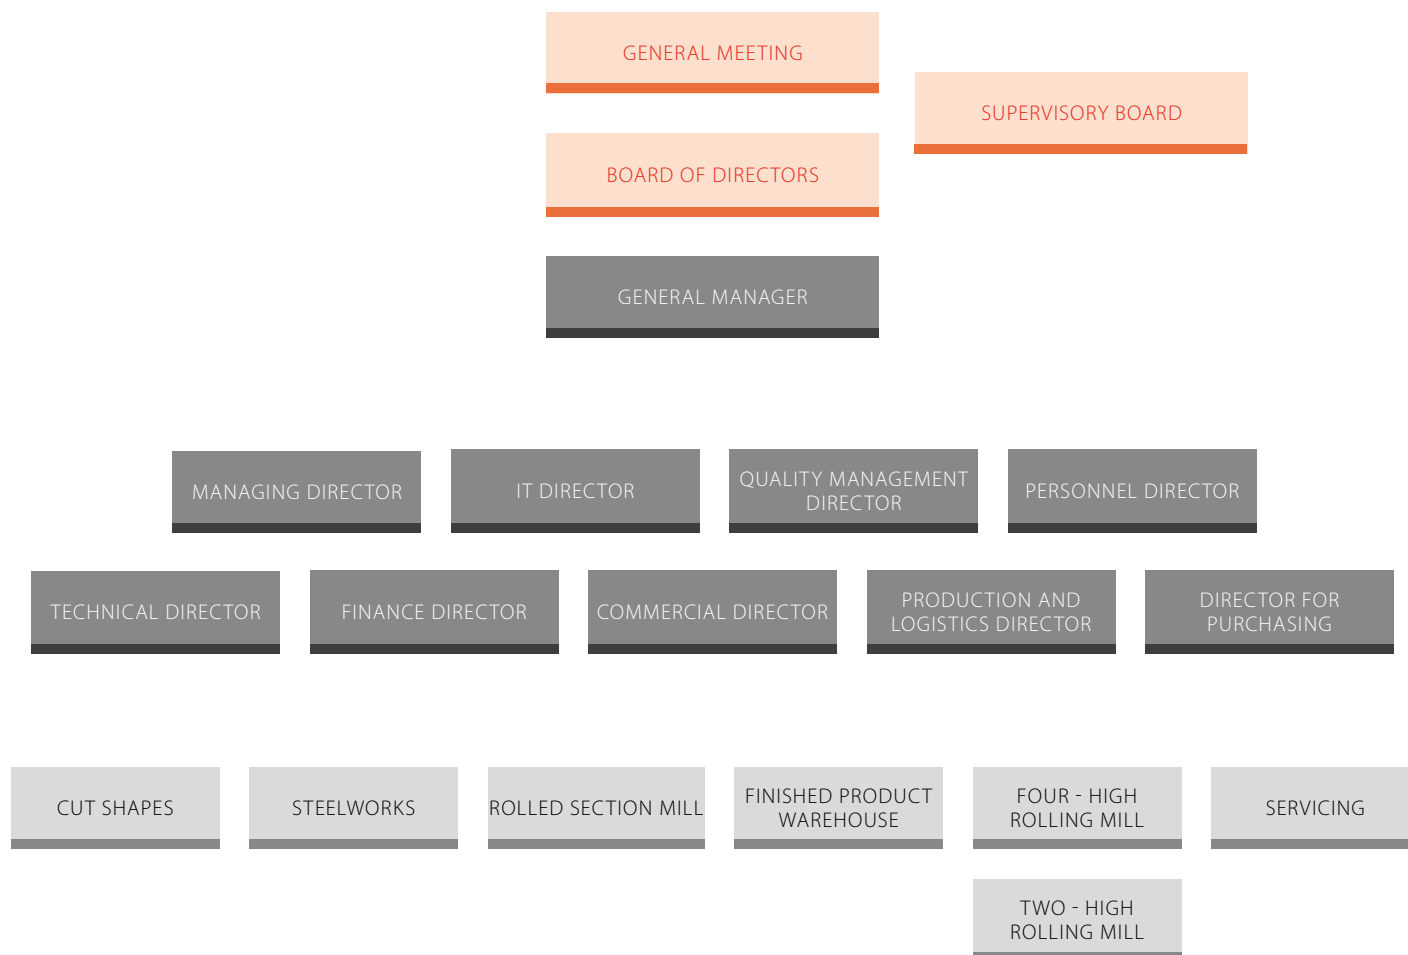 GENERAL MEETING
SUPERVISORY BOARD
BOARD OF DIRECTORS
GENERAL MANAGER
MANAGING DIRECTOR
IT DIRECTOR
QUALITY MANAGEMENT
DIRECTOR
PERSONNEL DIRECTOR
TECHNICAL DIRECTOR
FINANCE DIRECTOR
COMMERCIAL DIRECTOR
PRODUCTION AND
LOGISTICS DIRECTOR
DIRECTOR FOR
PURCHASING
CUT SHAPES
STEELWORKS
ROLLED SECTION MILL
FINISHED PRODUCT
WAREHOUSE
FOUR - HIGH
ROLLING MILL
SERVICING
TWO - HIGH
ROLLING MILL